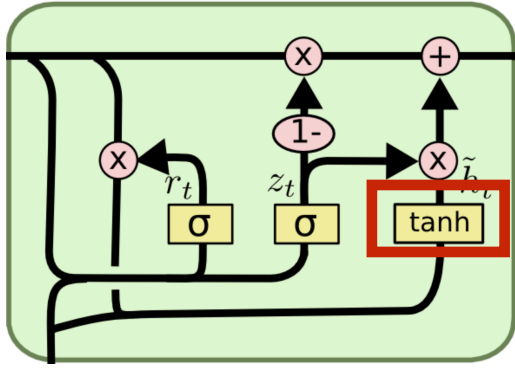 x +
1-
x x
r_t z_t h̃_t
σ σ tanh